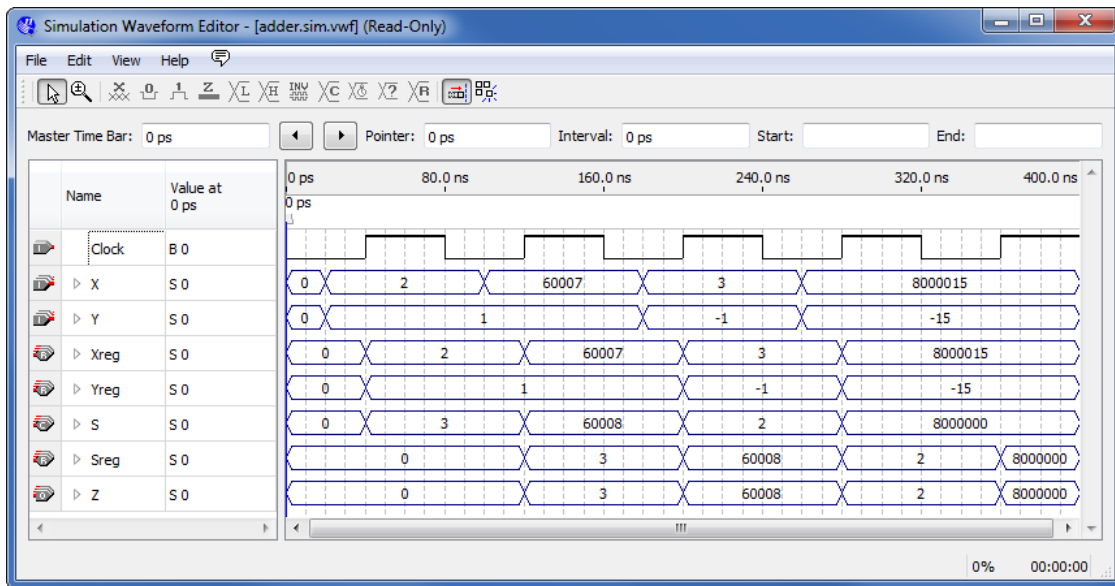 Simulation Waveform Editor - [adder.sim.vwf] (Read-Only)
File Edit View Help
Master Time Bar: 0 ps Pointer: 0 ps Interval: 0 ps Start: End:
Name Value at 0 ps
0 ps 80.0 ns 160.0 ns 240.0 ns 320.0 ns 400.0 ns
0 ps
Clock B 0
X S 0 0 2 60007 3 8000015
Y S 0 0 1 -1 -15
Xreg S 0 0 2 60007 3 8000015
Yreg S 0 0 1 -1 -15
S S 0 0 3 60008 2 8000000
Sreg S 0 0 3 60008 2 8000000
Z S 0 0 3 60008 2 8000000
0% 00:00:00